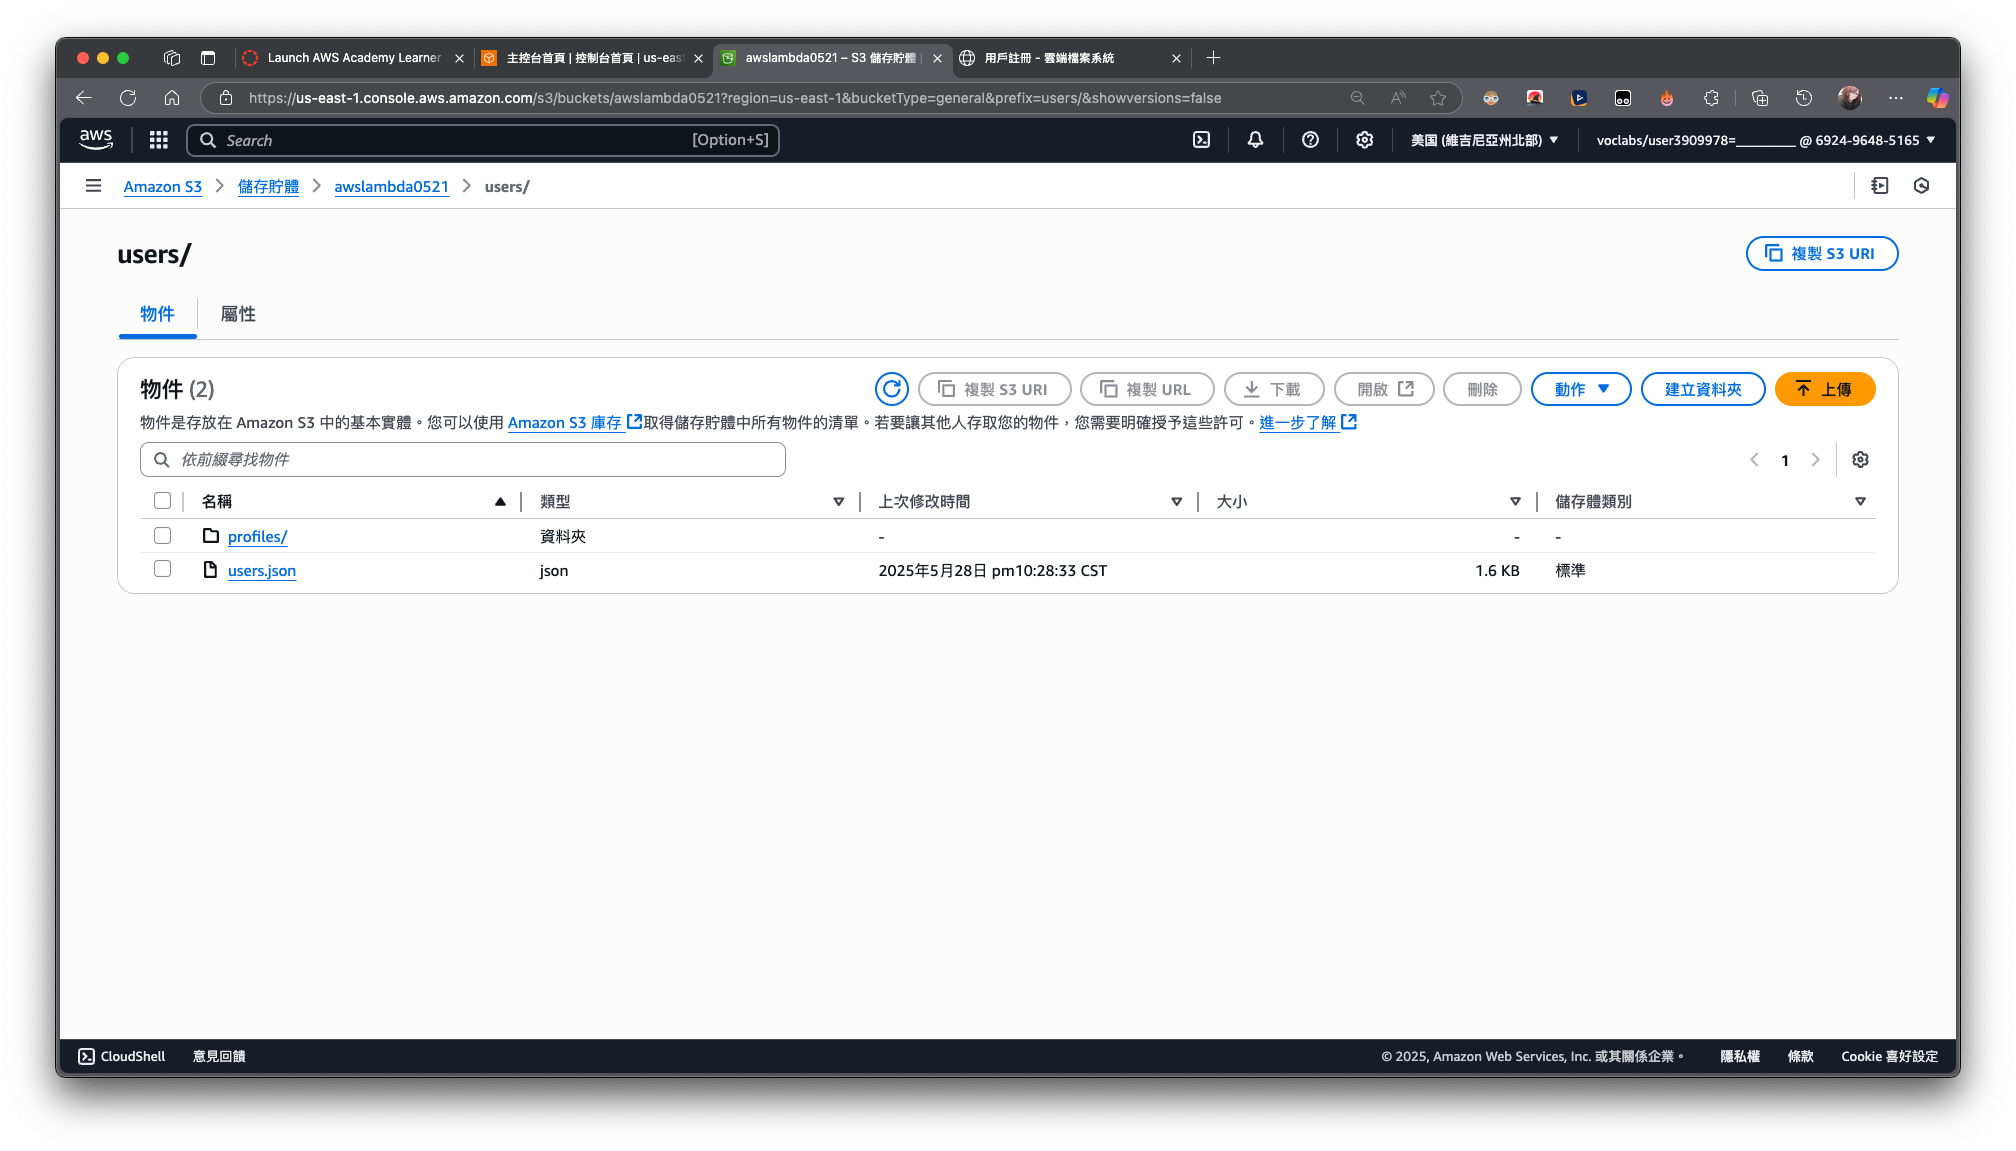 Launch AWS Academy Learner
主控台首頁 | 控制台首頁 | us-eas
awslambda0521 – S3 儲存貯體 |
用戶註冊 - 雲端檔案系統
https://us-east-1.console.aws.amazon.com/s3/buckets/awslambda0521?region=us-east-1&bucketType=general&prefix=users/&showversions=false
aws
Search
[Option+S]
美国 (維吉尼亞州北部)
voclabs/user3909978=_________ @ 6924-9648-5165
Amazon S3 > 儲存貯體 > awslambda0521 > users/
users/
複製 S3 URI
物件
屬性
物件 (2)
複製 S3 URI
複製 URL
下載
開啟
刪除
動作
建立資料夾
上傳
物件是存放在 Amazon S3 中的基本實體。您可以使用 Amazon S3 庫存 取得儲存貯體中所有物件的清單。若要讓其他人存取您的物件，您需要明確授予這些許可。進一步了解
依前綴尋找物件
1
名稱 類型 上次修改時間 大小 儲存體類別
profiles/ 資料夾 - - -
users.json json 2025年5月28日 pm10:28:33 CST 1.6 KB 標準
CloudShell
意見回饋
© 2025, Amazon Web Services, Inc. 或其關係企業。
隱私權
條款
Cookie 喜好設定